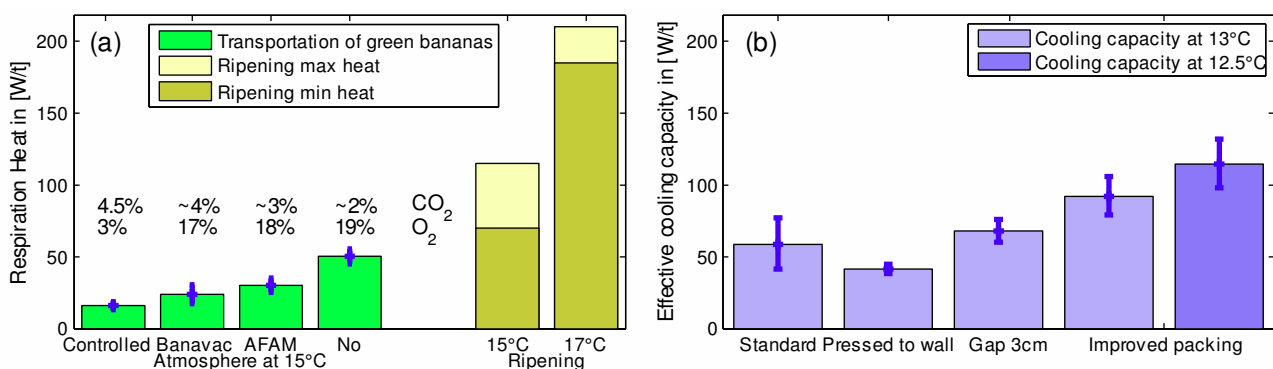 (a)
Transportation of green bananas
Ripening max heat
Ripening min heat
Respiration Heat in [W/t]
200
150
100
50
0
4.5% ~4% ~3% ~2% CO2
3% 17% 18% 19% O2
Controlled Banavac AFAM No 15°C 17°C
Atmosphere at 15°C Ripening
(b)
Cooling capacity at 13°C
Cooling capacity at 12.5°C
Effective cooling capacity in [W/t]
200
150
100
50
0
Standard Pressed to wall Gap 3cm Improved packing